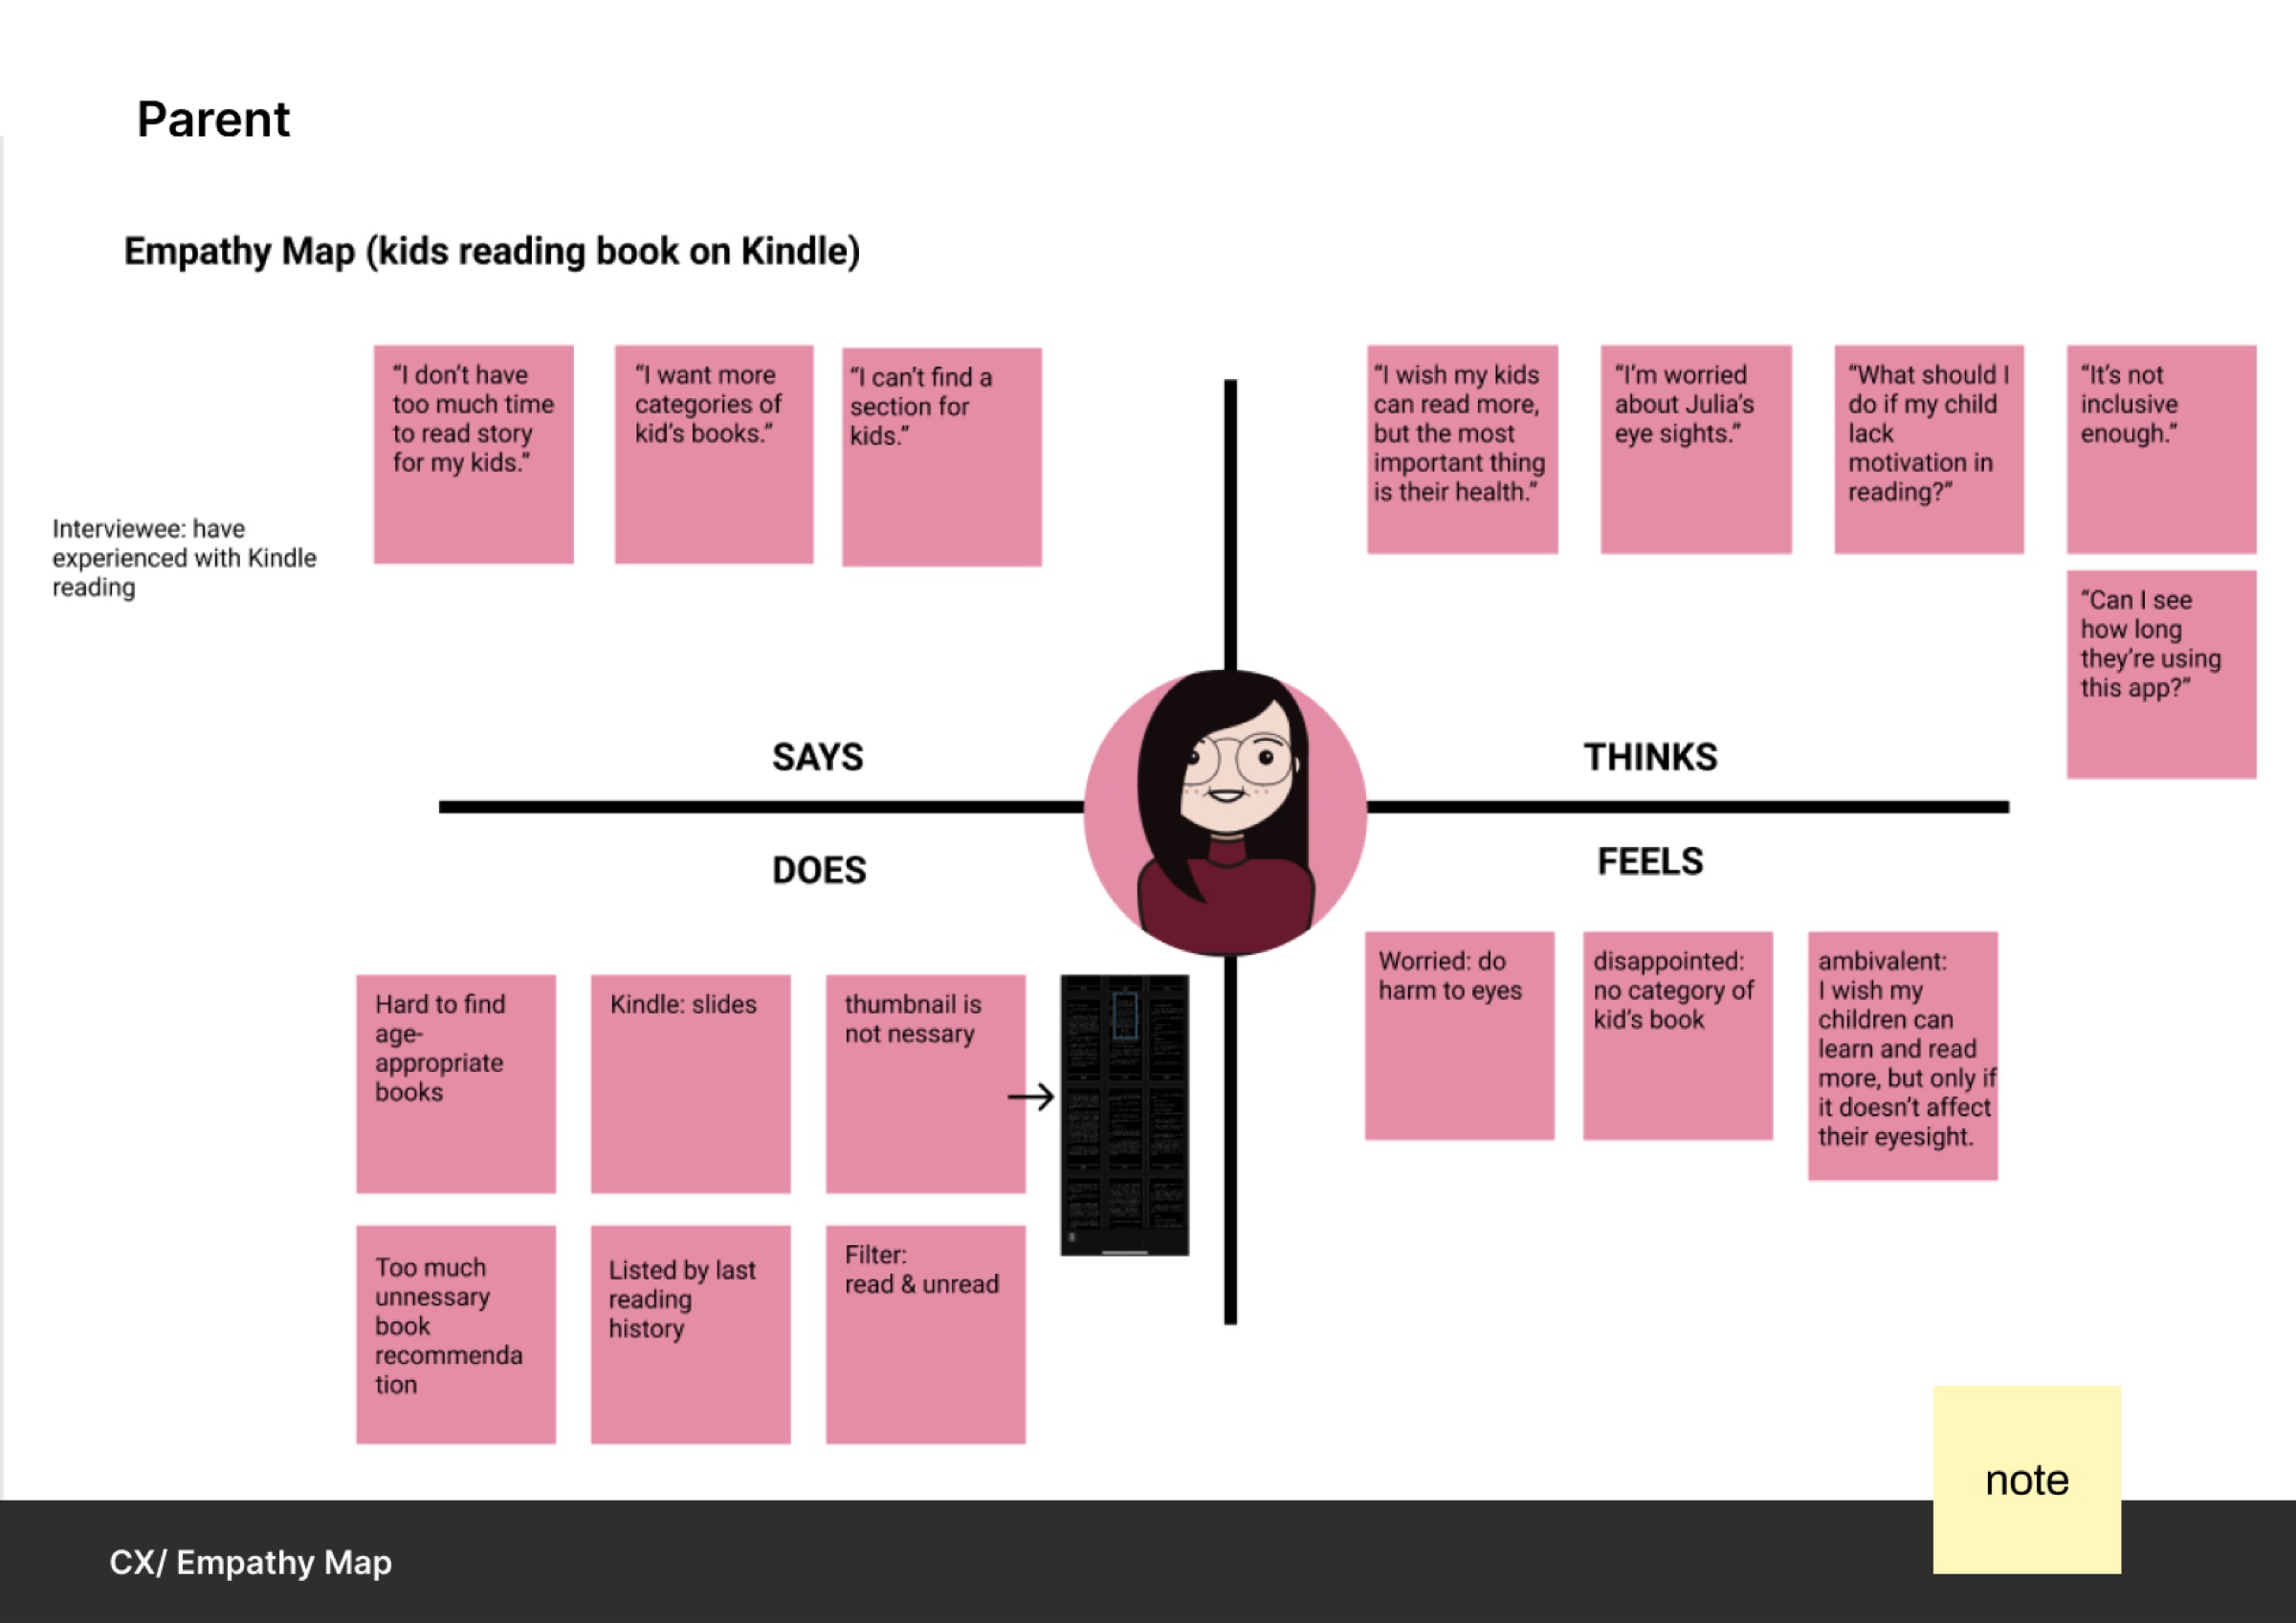 Parent
Empathy Map (kids reading book on Kindle)
“I don’t have
too much time
to read story
for my kids.”
“I want more
categories of
kid’s books.”
“I can’t find a
section for
kids.”
“I wish my kids
can read more,
but the most
important thing
is their health.”
“I’m worried
about Julia’s
eye sights.”
“What should I
do if my child
lack
motivation in
reading?”
“It’s not
inclusive
enough.”
Interviewee: have
experienced with Kindle
reading
“Can I see
how long
they’re using
this app?”
SAYS
THINKS
DOES
FEELS
Hard to find
age-
appropriate
books
Kindle: slides
thumbnail is
not nessary
Worried: do
harm to eyes
disappointed:
no category of
kid’s book
ambivalent:
I wish my
children can
learn and read
more, but only if
it doesn’t affect
their eyesight.
Too much
unnessary
book
recommenda
tion
Listed by last
reading
history
Filter:
read & unread
note
CX/ Empathy Map